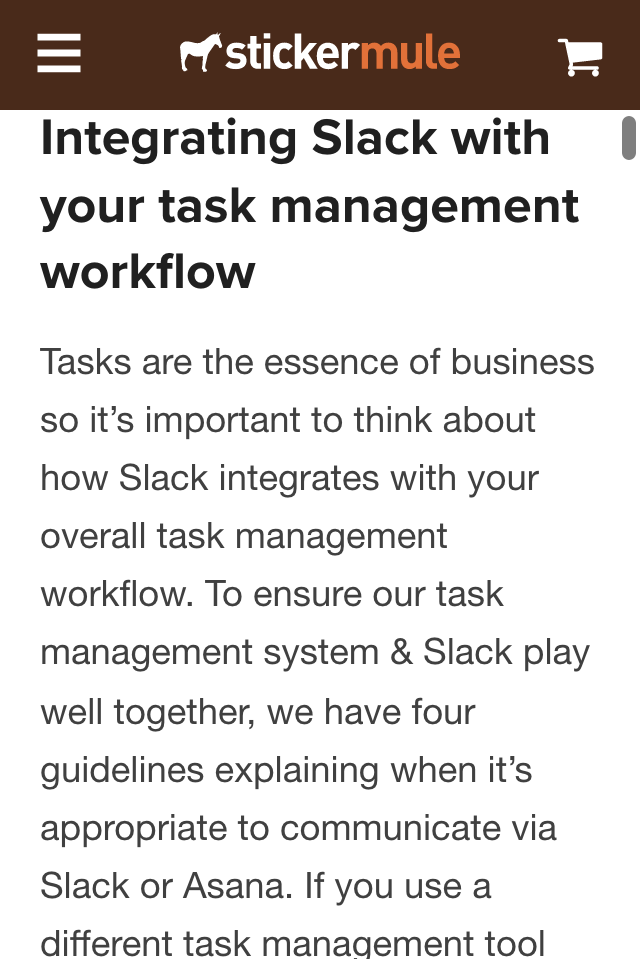 stickermule
Integrating Slack with
your task management
workflow
Tasks are the essence of business
so it’s important to think about
how Slack integrates with your
overall task management
workflow. To ensure our task
management system & Slack play
well together, we have four
guidelines explaining when it’s
appropriate to communicate via
Slack or Asana. If you use a
different task management tool